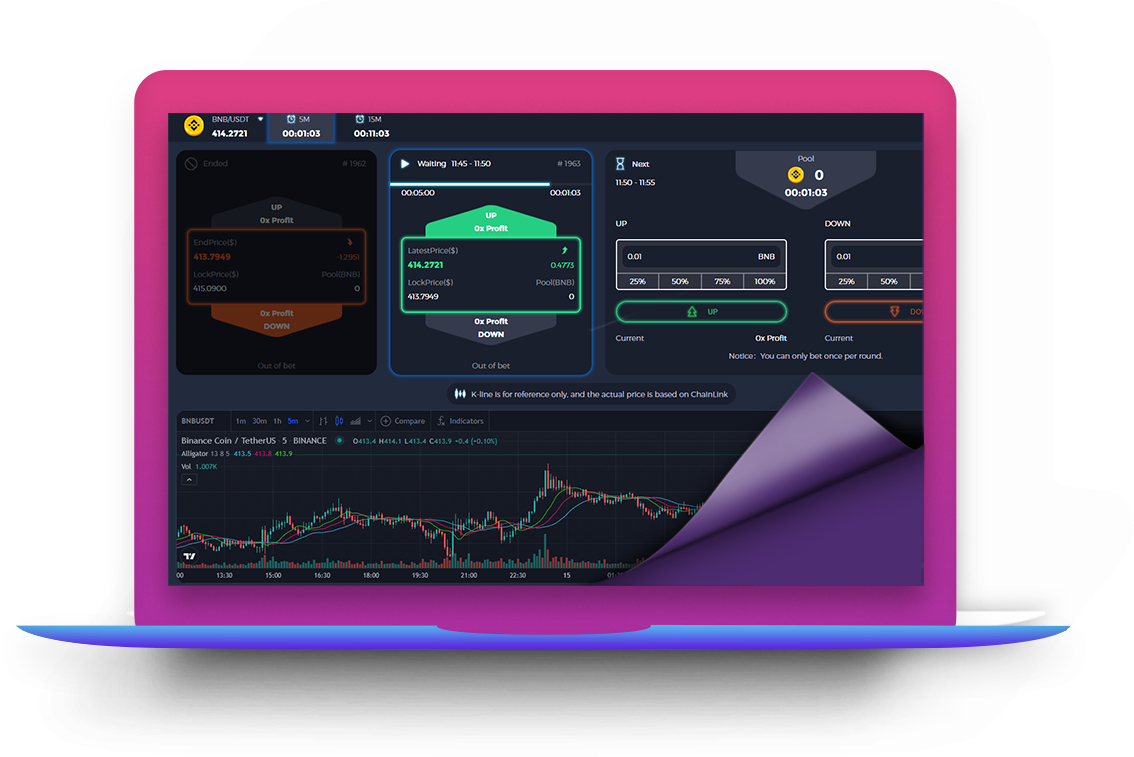 BNB/USDT 5M 15M
414.2721 00:01:03 00:11:03
Ended # 1962
UP
0x Profit
EndPrice($)
413.7949 -1.2951
LockPrice($) Pool(BNB)
415.0900 0
0x Profit
DOWN
Out of bet
Waiting 11:45 - 11:50 # 1963
00:05:00 00:01:03
UP
0x Profit
LatestPrice($)
414.2721 0.4773
LockPrice($) Pool(BNB)
413.7949 0
0x Profit
DOWN
Out of bet
Next
11:50 - 11:55
Pool
0
00:01:03
UP
0.01 BNB
25% 50% 75% 100%
UP
Current 0x Profit
DOWN
0.01
25% 50%
DO
Current
Notice: You can only bet once per round.
K-line is for reference only, and the actual price is based on ChainLink
BNBUSDT 1m 30m 1h 5m Compare Indicators
Binance Coin / TetherUS · 5 · BINANCE O413.4 H414.1 L413.4 C413.9 +0.4 (+0.10%)
Alligator 13 8 5 413.5 413.8 413.9
Vol 1.007K
00 13:30 15:00 16:30 18:00 19:30 21:00 22:30 15